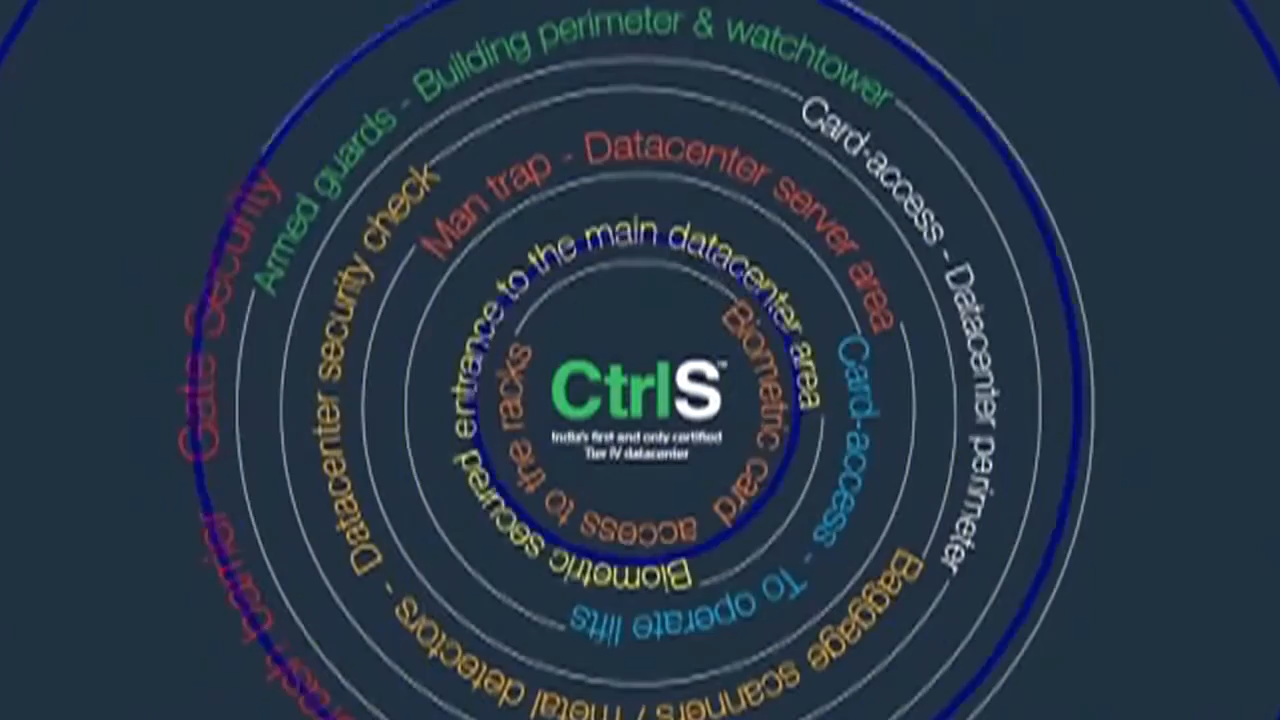 Armed guards - Building perimeter & watchtower
Card-access - Datacenter perimeter
Baggage scanners / metal detectors - Datacenter security check
Man trap - Datacenter server area
Card-access - To operate lifts
Biometric secured entrance to the main datacenter area
Biometric card access to the racks
Gate Security
barrier
CtrlS™
India's first and only certified
Tier IV datacenter